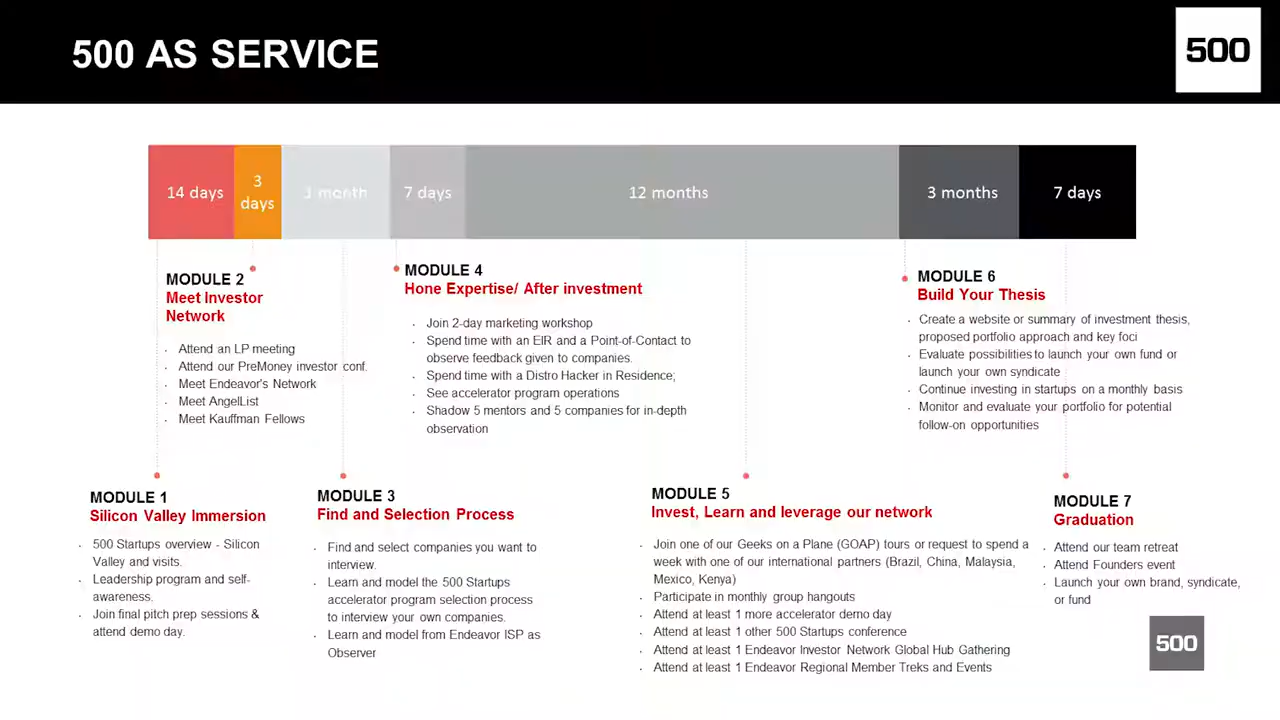 500 AS SERVICE
500
14 days
3
days
month
7 days
12 months
3 months
7 days
MODULE 2
Meet Investor
Network
· Attend an LP meeting
· Attend our PreMoney investor conf.
· Meet Endeavor's Network
· Meet AngelList
· Meet Kauffman Fellows
MODULE 4
Hone Expertise/ After investment
· Join 2-day marketing workshop
· Spend time with an EIR and a Point-of-Contact to
observe feedback given to companies.
· Spend time with a Distro Hacker in Residence;
· See accelerator program operations
· Shadow 5 mentors and 5 companies for in-depth
observation
MODULE 6
Build Your Thesis
· Create a website or summary of investment thesis,
proposed portfolio approach and key foci
· Evaluate possibilities to launch your own fund or
launch your own syndicate
· Continue investing in startups on a monthly basis
· Monitor and evaluate your portfolio for potential
follow-on opportunities
MODULE 1
Silicon Valley Immersion
· 500 Startups overview - Silicon
Valley and visits.
· Leadership program and self-
awareness.
· Join final pitch prep sessions &
attend demo day.
MODULE 3
Find and Selection Process
· Find and select companies you want to
interview.
· Learn and model the 500 Startups
accelerator program selection process
to interview your own companies.
· Learn and model from Endeavor ISP as
Observer
MODULE 5
Invest, Learn and leverage our network
· Join one of our Geeks on a Plane (GOAP) tours or request to spend a
week with one of our international partners (Brazil, China, Malaysia,
Mexico, Kenya)
· Participate in monthly group hangouts
· Attend at least 1 more accelerator demo day
· Attend at least 1 other 500 Startups conference
· Attend at least 1 Endeavor Investor Network Global Hub Gathering
· Attend at least 1 Endeavor Regional Member Treks and Events
MODULE 7
Graduation
· Attend our team retreat
· Attend Founders event
· Launch your own brand, syndicate,
or fund
500